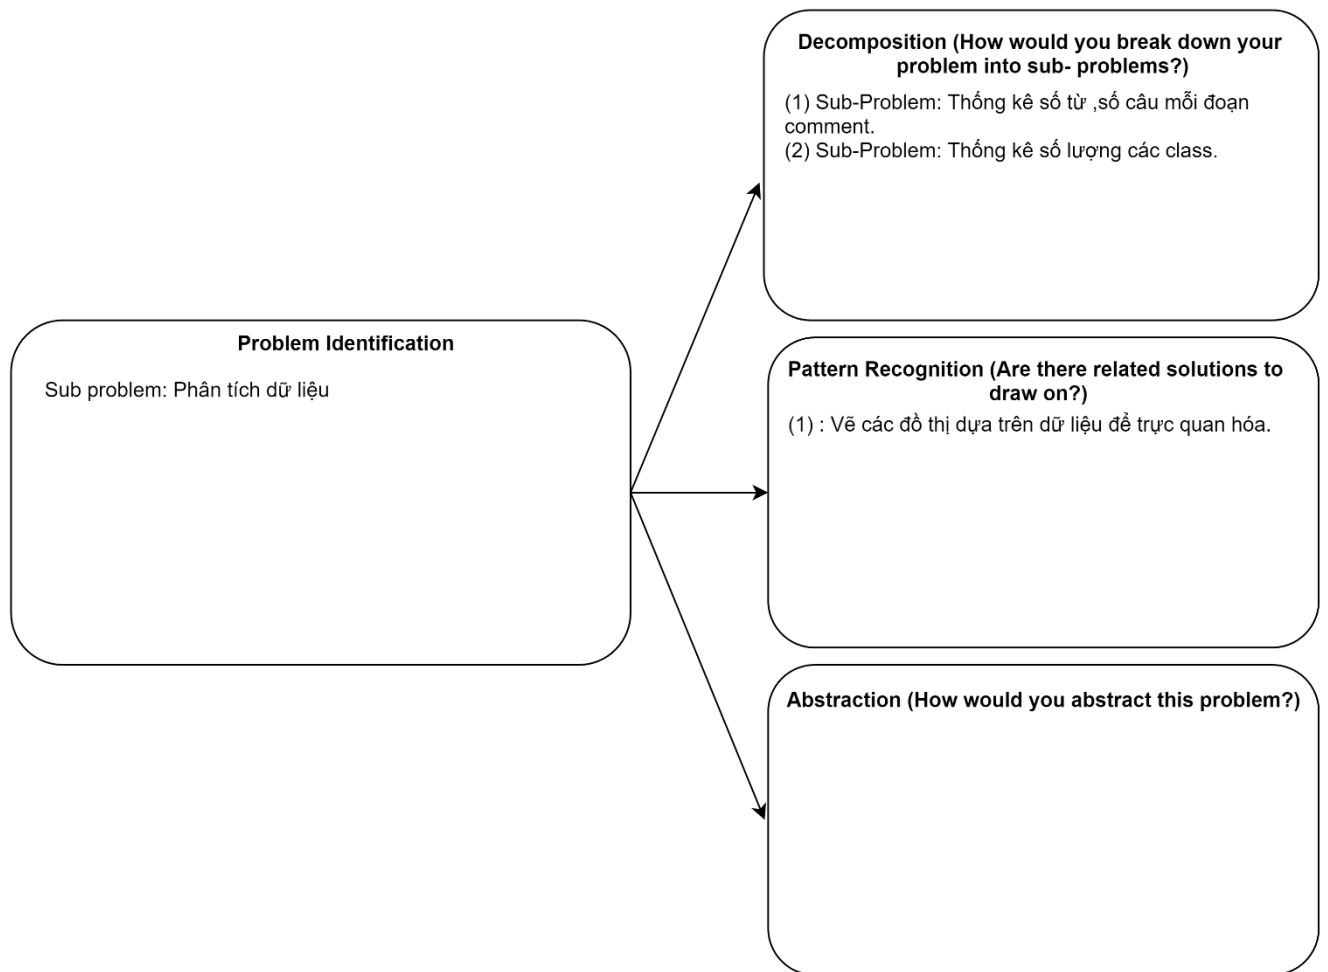 Decomposition (How would you break down your
problem into sub- problems?)
(1) Sub-Problem: Thống kê số từ ,số câu mỗi đoạn
comment.
(2) Sub-Problem: Thống kê số lượng các class.
Problem Identification
Sub problem: Phân tích dữ liệu
Pattern Recognition (Are there related solutions to
draw on?)
(1) : Vẽ các đồ thị dựa trên dữ liệu để trực quan hóa.
Abstraction (How would you abstract this problem?)